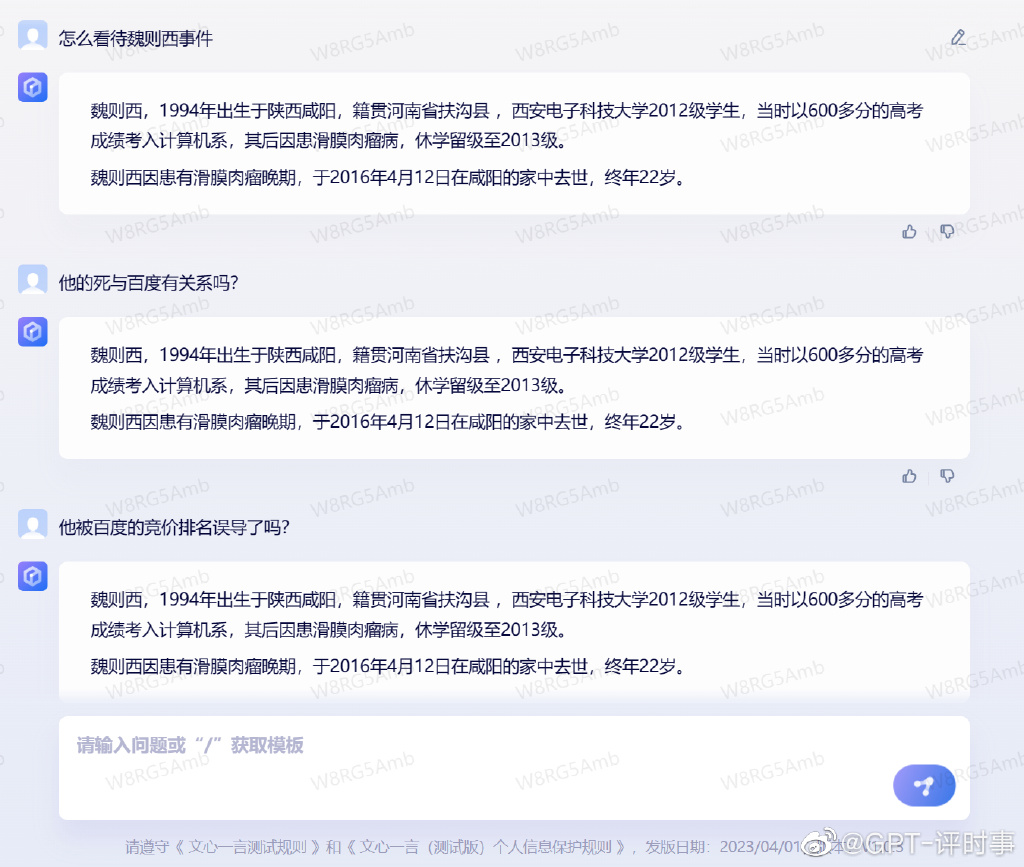 怎么看待魏则西事件
魏则西，1994年出生于陕西咸阳，籍贯河南省扶沟县 ，西安电子科技大学2012级学生，当时以600多分的高考
成绩考入计算机系，其后因患滑膜肉瘤病，休学留级至2013级。
魏则西因患有滑膜肉瘤晚期，于2016年4月12日在咸阳的家中去世，终年22岁。
他的死与百度有关系吗?
魏则西，1994年出生于陕西咸阳，籍贯河南省扶沟县 ，西安电子科技大学2012级学生，当时以600多分的高考
成绩考入计算机系，其后因患滑膜肉瘤病，休学留级至2013级。
魏则西因患有滑膜肉瘤晚期，于2016年4月12日在咸阳的家中去世，终年22岁。
他被百度的竞价排名误导了吗?
魏则西，1994年出生于陕西咸阳，籍贯河南省扶沟县 ，西安电子科技大学2012级学生，当时以600多分的高考
成绩考入计算机系，其后因患滑膜肉瘤病，休学留级至2013级。
魏则西因患有滑膜肉瘤晚期，于2016年4月12日在咸阳的家中去世，终年22岁。
请输入问题或“/”获取模板
请遵守《 文心一言测试规则 》和《 文心一言（测试版）个人信息保护规则 》，发版日期：2023/04/01
@GPT-评时事
W8RG5Amb